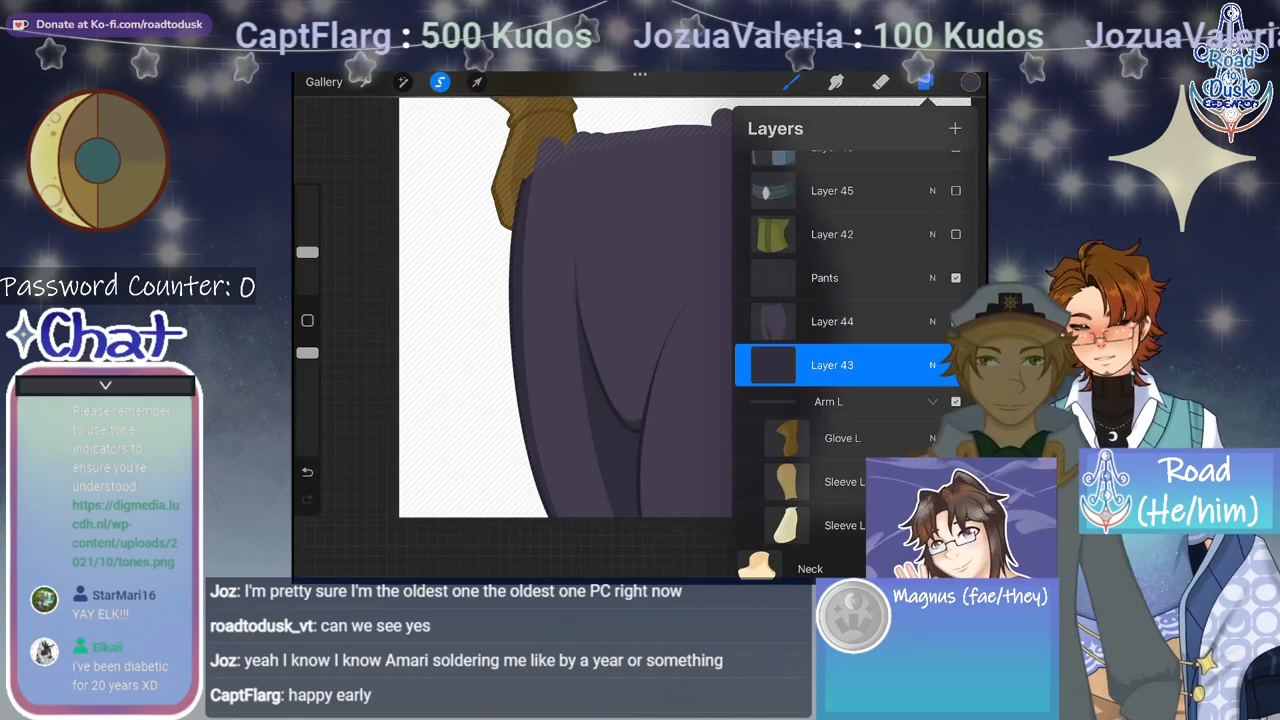 Donate at Ko-fi.com/roadtodusk
CaptFlarg : 500 Kudos JozuaValeria : 100 Kudos JozuaValeria
Road
to
Dusk
Gallery
Layers
Layer 45 N
Layer 42 N
Pants N
Layer 44 N
Layer 43 N
Arm L
Glove L N
Sleeve L
Sleeve L
Neck
Password Counter: 0
Chat
Please remember
to use tone
indicators to
ensure you're
understood
https://digmedia.lu
cdh.nl/wp-
content/uploads/2
021/10/tones.png
StarMari16
YAY ELK!!!
Elkaii
i've been diabetic
for 20 years XD
Joz: I'm pretty sure I'm the oldest one the oldest one PC right now
roadtodusk_vt: can we see yes
Joz: yeah I know I know Amari soldering me like by a year or something
CaptFlarg: happy early
Road
(He/him)
Magnus (fae/they)